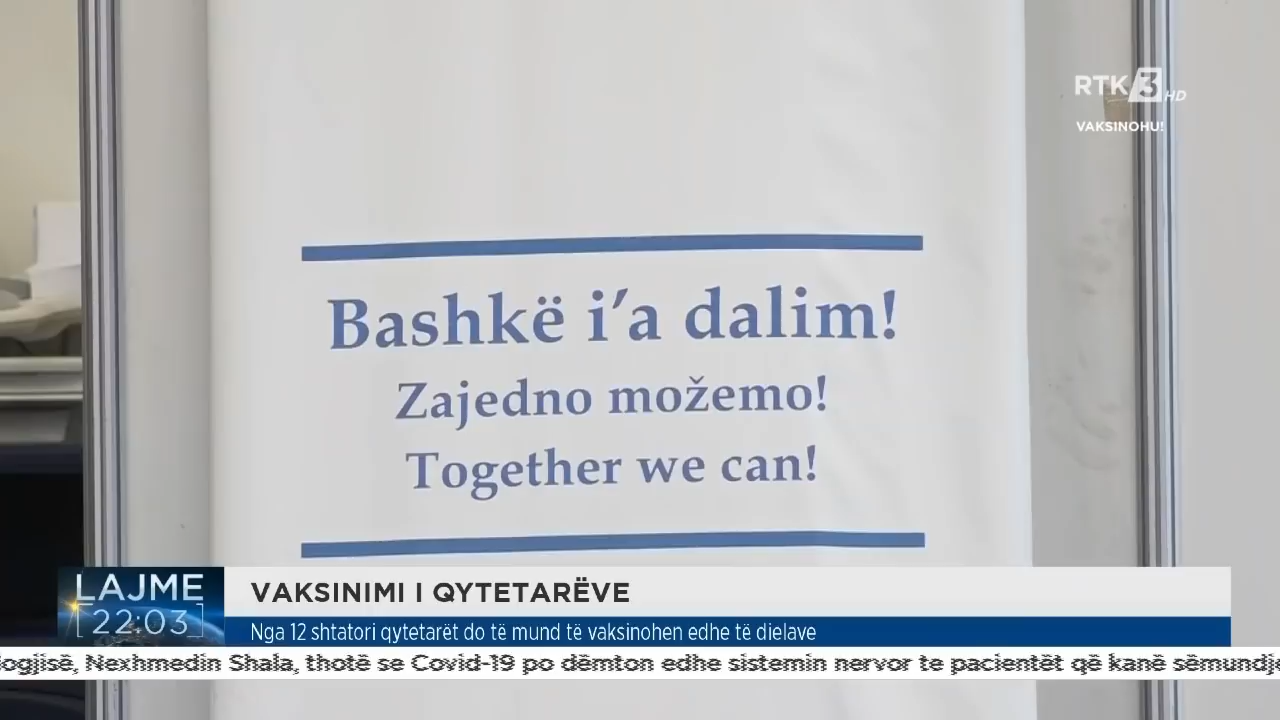 RTK 3 HD
VAKSINOHU!
Bashkë i'a dalim!
Zajedno možemo!
Together we can!
LAJME
22:03
VAKSINIMI I QYTETARËVE
Nga 12 shtatori qytetarët do të mund të vaksinohen edhe të dielave
Nexhmedin Shala, thotë se Covid-19 po dëmton edhe sistemin nervor te pacientët që kanë